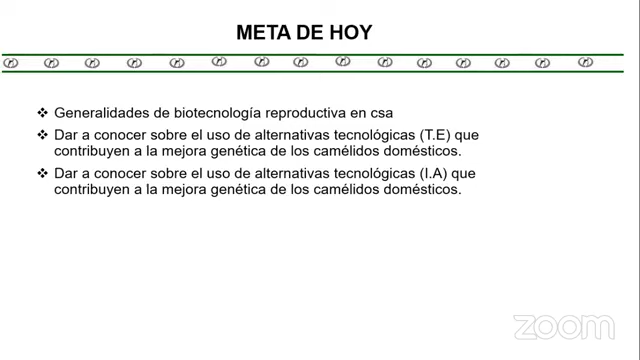 META DE HOY
❖ Generalidades de biotecnología reproductiva en csa
❖ Dar a conocer sobre el uso de alternativas tecnológicas (T.E) que
contribuyen a la mejora genética de los camélidos domésticos.
❖ Dar a conocer sobre el uso de alternativas tecnológicas (I.A) que
contribuyen a la mejora genética de los camélidos domésticos.
zoom